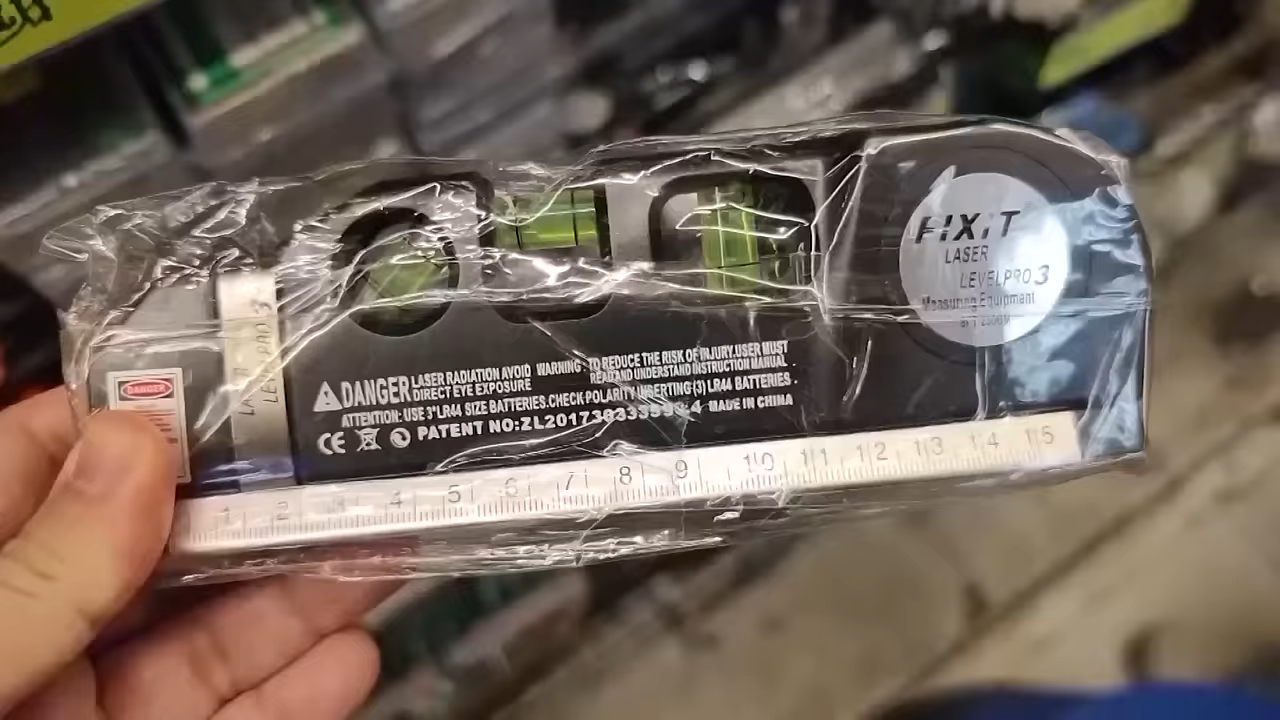 FIXIT
LASER
LEVELPRO 3
Measuring Equipment
DANGER
LASER RADIATION AVOID
DIRECT EYE EXPOSURE
WARNING : TO REDUCE THE RISK OF INJURY.USER MUST
READ AND UNDERSTAND INSTRUCTION MANUAL .
ATTENTION: USE 3*LR44 SIZE BATTERIES.CHECK POLARITY INSERTING (3) LR44 BATTERIES .
CE PATENT NO:ZL201730333 MADE IN CHINA
DANGER
LEVELPRO 3
1 2 3 4 5 6 7 8 9 10 11 12 13 14 15